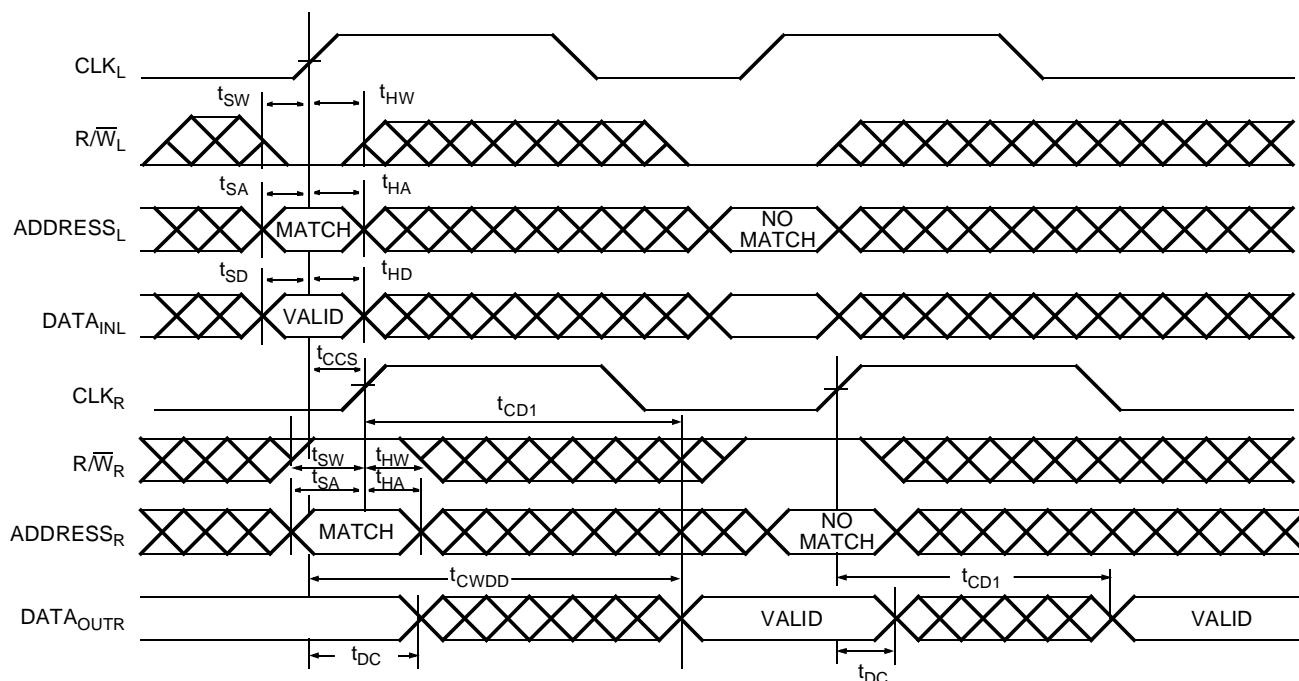 CLK_L
t_SW t_HW
R/W̅_L
t_SA t_HA
ADDRESS_L MATCH NO MATCH
t_SD t_HD
DATA_INL VALID
t_CCS
CLK_R
t_CD1
R/W̅_R
t_SW t_HW
t_SA t_HA
ADDRESS_R MATCH NO MATCH
t_CWDD t_CD1
DATA_OUTR VALID VALID
t_DC t_DC